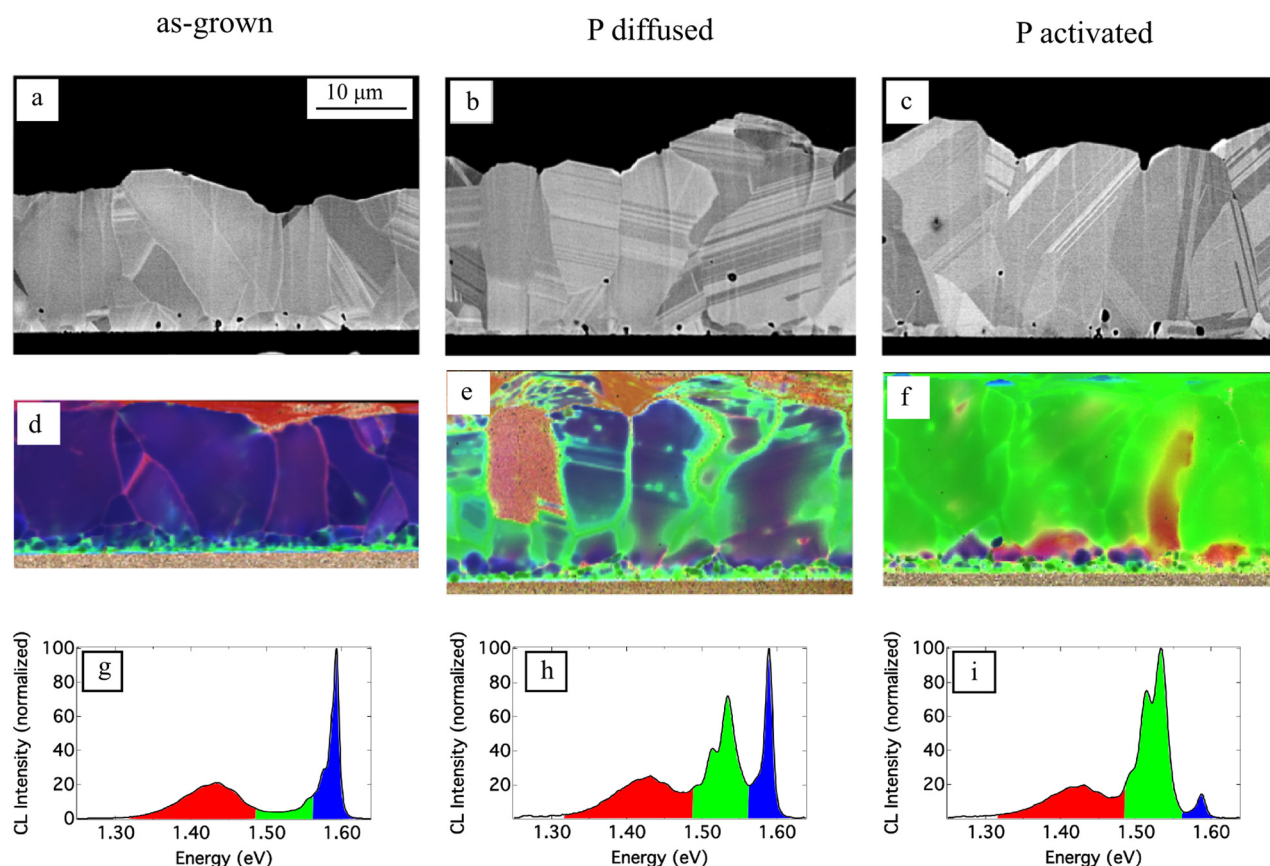 as-grown
P diffused
P activated
a
10 μm
b
c
d
e
f
CL Intensity (normalized)
100
80
60
40
20
0
g
1.30
1.40
1.50
1.60
Energy (eV)
CL Intensity (normalized)
100
80
60
40
20
0
h
1.30
1.40
1.50
1.60
Energy (eV)
CL Intensity (normalized)
100
80
60
40
20
0
i
1.30
1.40
1.50
1.60
Energy (eV)